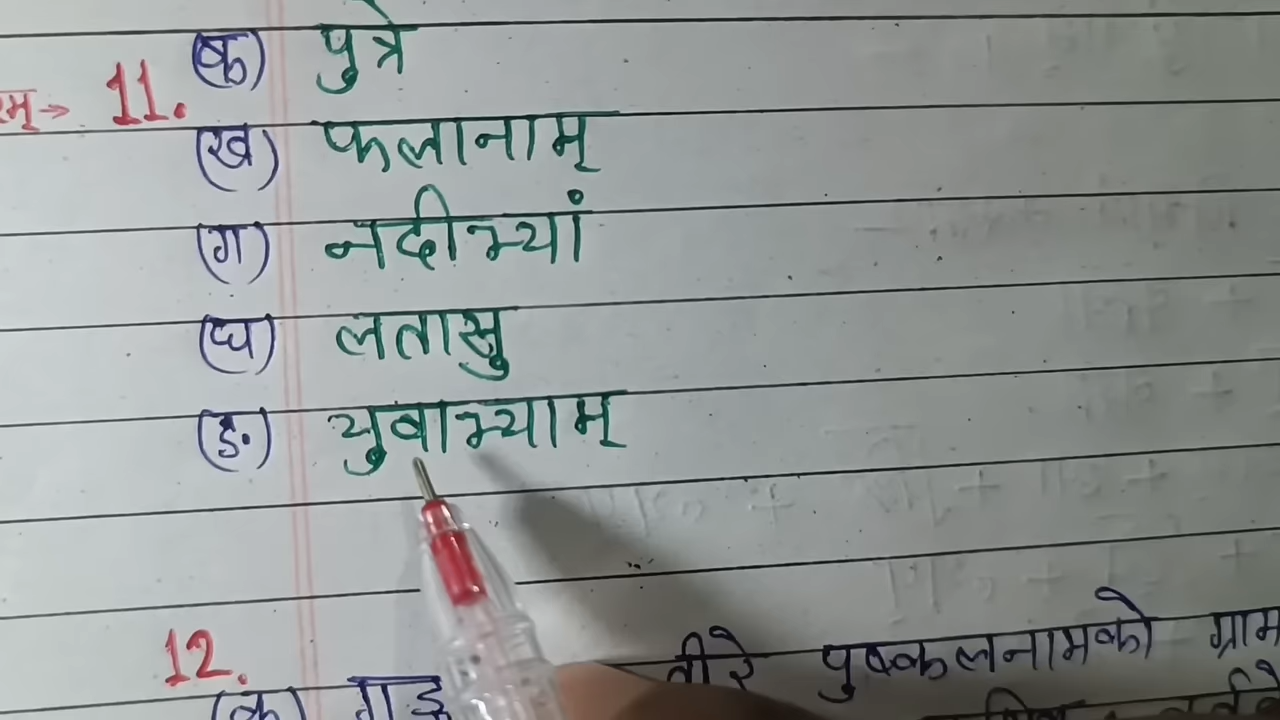 11. (क) पुत्रे
(ख) फलानाम्
(ग) नदीभ्यां
(घ) लतासु
(ङ) युवाभ्याम्
12.
तीरे पुष्कलनामको ग्राम
(क)